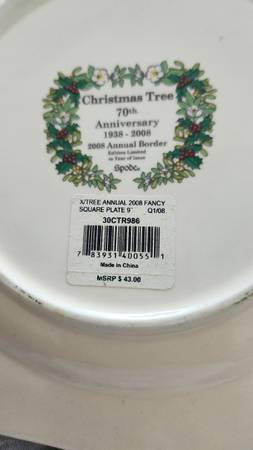 Christmas Tree
70th
Anniversary
1938 - 2008
2008 Annual Border
Edition Limited
to Year of Issue
Spode
X/TREE ANNUAL 2008 FANCY
SQUARE PLATE 9" Q1/08
30CTR986
7 83931 40055 1
Made in China
MSRP $ 43.00